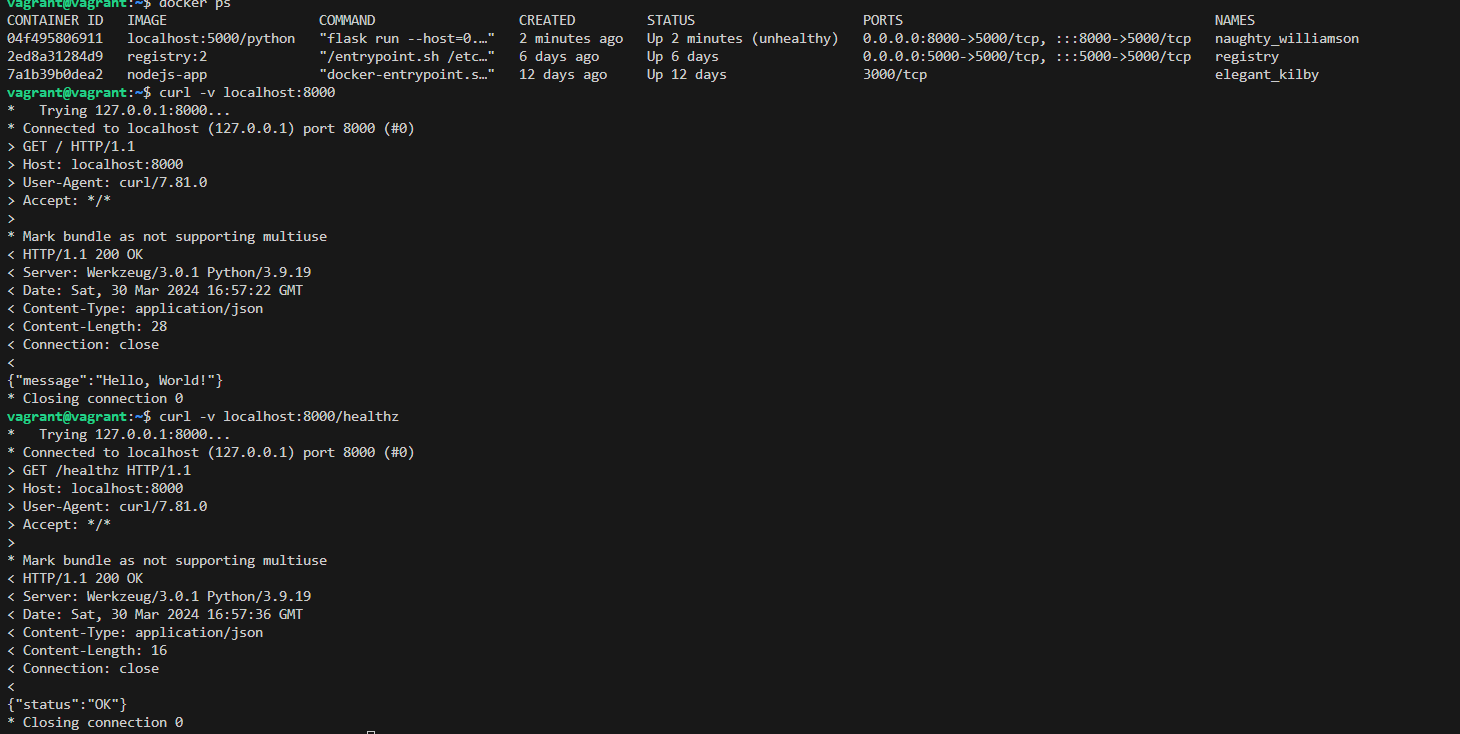 vagrant@vagrant:~$ docker ps
CONTAINER ID   IMAGE                   COMMAND                  CREATED         STATUS                     PORTS                                       NAMES
04f495806911   localhost:5000/python   "flask run --host=0.…"   2 minutes ago   Up 2 minutes (unhealthy)   0.0.0.0:8000->5000/tcp, :::8000->5000/tcp   naughty_williamson
2ed8a31284d9   registry:2              "/entrypoint.sh /etc…"   6 days ago      Up 6 days                  0.0.0.0:5000->5000/tcp, :::5000->5000/tcp   registry
7a1b39b0dea2   nodejs-app              "docker-entrypoint.s…"   12 days ago     Up 12 days                 3000/tcp                                    elegant_kilby
vagrant@vagrant:~$ curl -v localhost:8000
*   Trying 127.0.0.1:8000...
* Connected to localhost (127.0.0.1) port 8000 (#0)
> GET / HTTP/1.1
> Host: localhost:8000
> User-Agent: curl/7.81.0
> Accept: */*
>
* Mark bundle as not supporting multiuse
< HTTP/1.1 200 OK
< Server: Werkzeug/3.0.1 Python/3.9.19
< Date: Sat, 30 Mar 2024 16:57:22 GMT
< Content-Type: application/json
< Content-Length: 28
< Connection: close
<
{"message":"Hello, World!"}
* Closing connection 0
vagrant@vagrant:~$ curl -v localhost:8000/healthz
*   Trying 127.0.0.1:8000...
* Connected to localhost (127.0.0.1) port 8000 (#0)
> GET /healthz HTTP/1.1
> Host: localhost:8000
> User-Agent: curl/7.81.0
> Accept: */*
>
* Mark bundle as not supporting multiuse
< HTTP/1.1 200 OK
< Server: Werkzeug/3.0.1 Python/3.9.19
< Date: Sat, 30 Mar 2024 16:57:36 GMT
< Content-Type: application/json
< Content-Length: 16
< Connection: close
<
{"status":"OK"}
* Closing connection 0